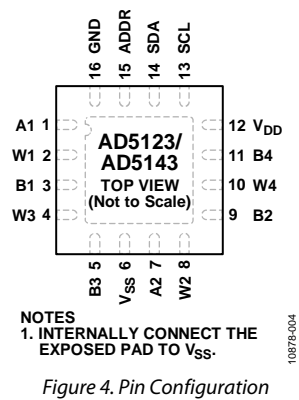 16 GND
15 ADDR
14 SDA
13 SCL
A1 1
W1 2
B1 3
W3 4
AD5123/
AD5143
TOP VIEW
(Not to Scale)
12 VDD
11 B4
10 W4
9 B2
B3 5
VSS 6
A2 7
W2 8
NOTES
1. INTERNALLY CONNECT THE
EXPOSED PAD TO VSS.
10878-004
Figure 4. Pin Configuration